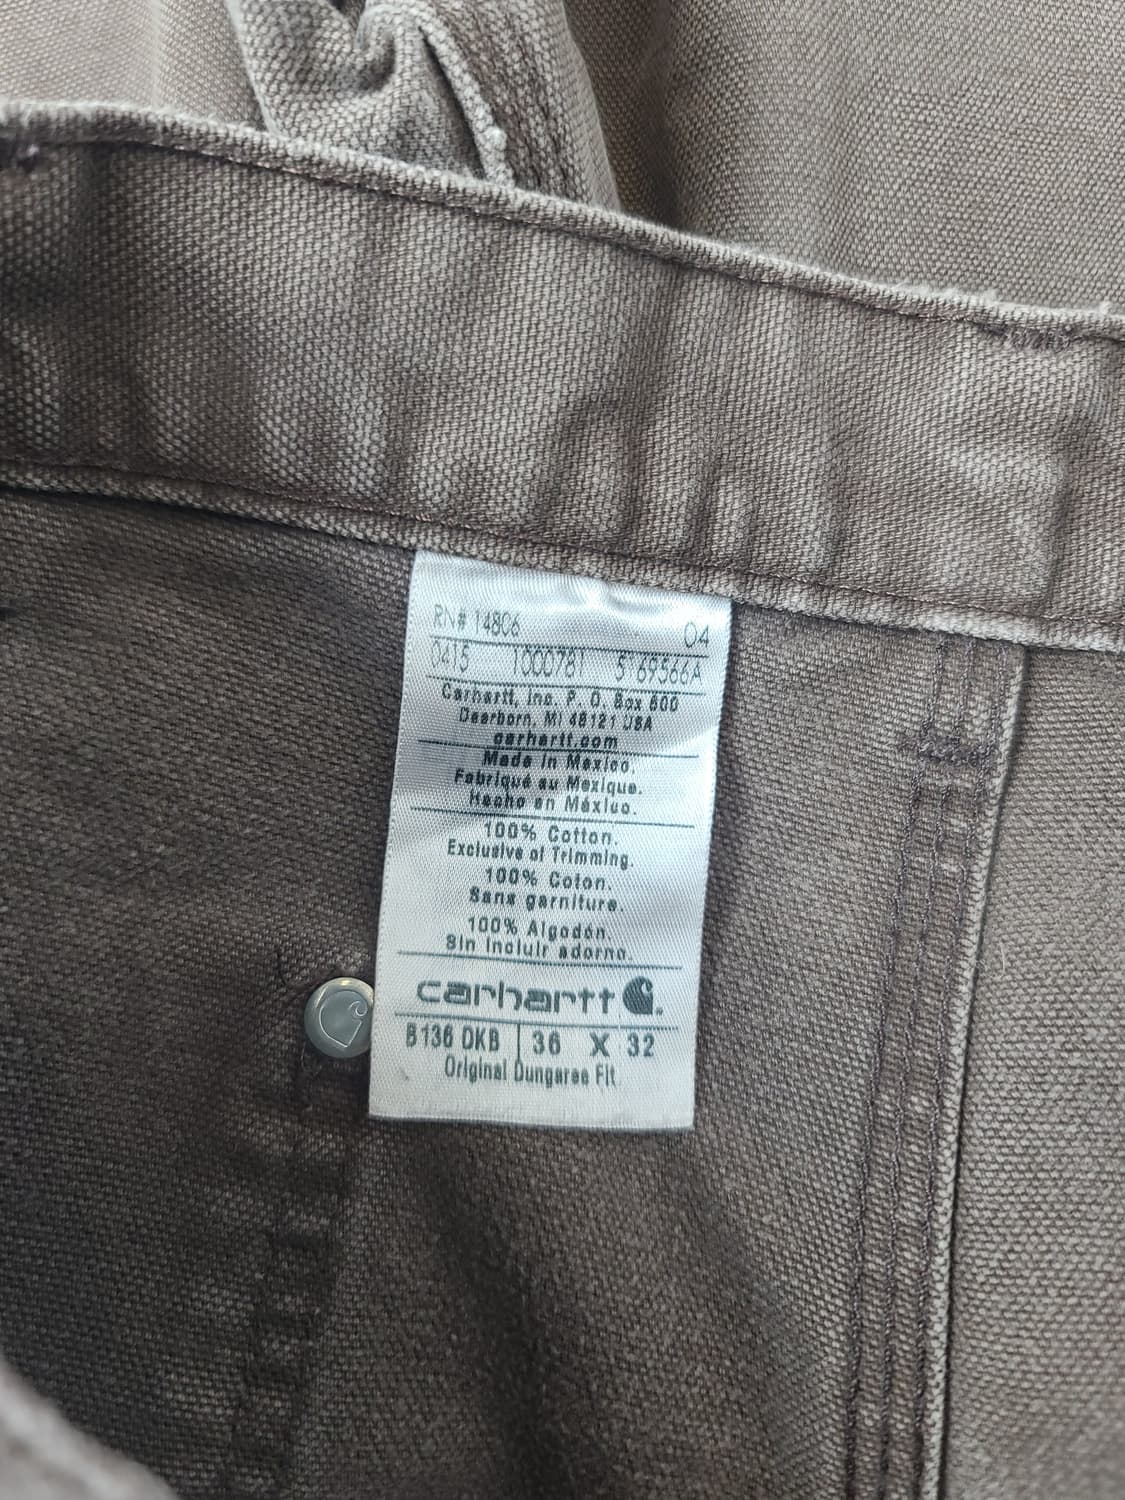 RN# 14806 04
0415 1000781 5169566A
Carhartt, Inc. P. O. Box 600
Dearborn, MI 48121 USA
carhartt.com
Made in Mexico.
Fabriqué au Mexique.
Hecho en México.
100% Cotton.
Exclusive of Trimming.
100% Coton.
Sans garniture.
100% Algodón.
Sin incluir adorno.
carhartt
B136 DKB 36 X 32
Original Dungaree Fit